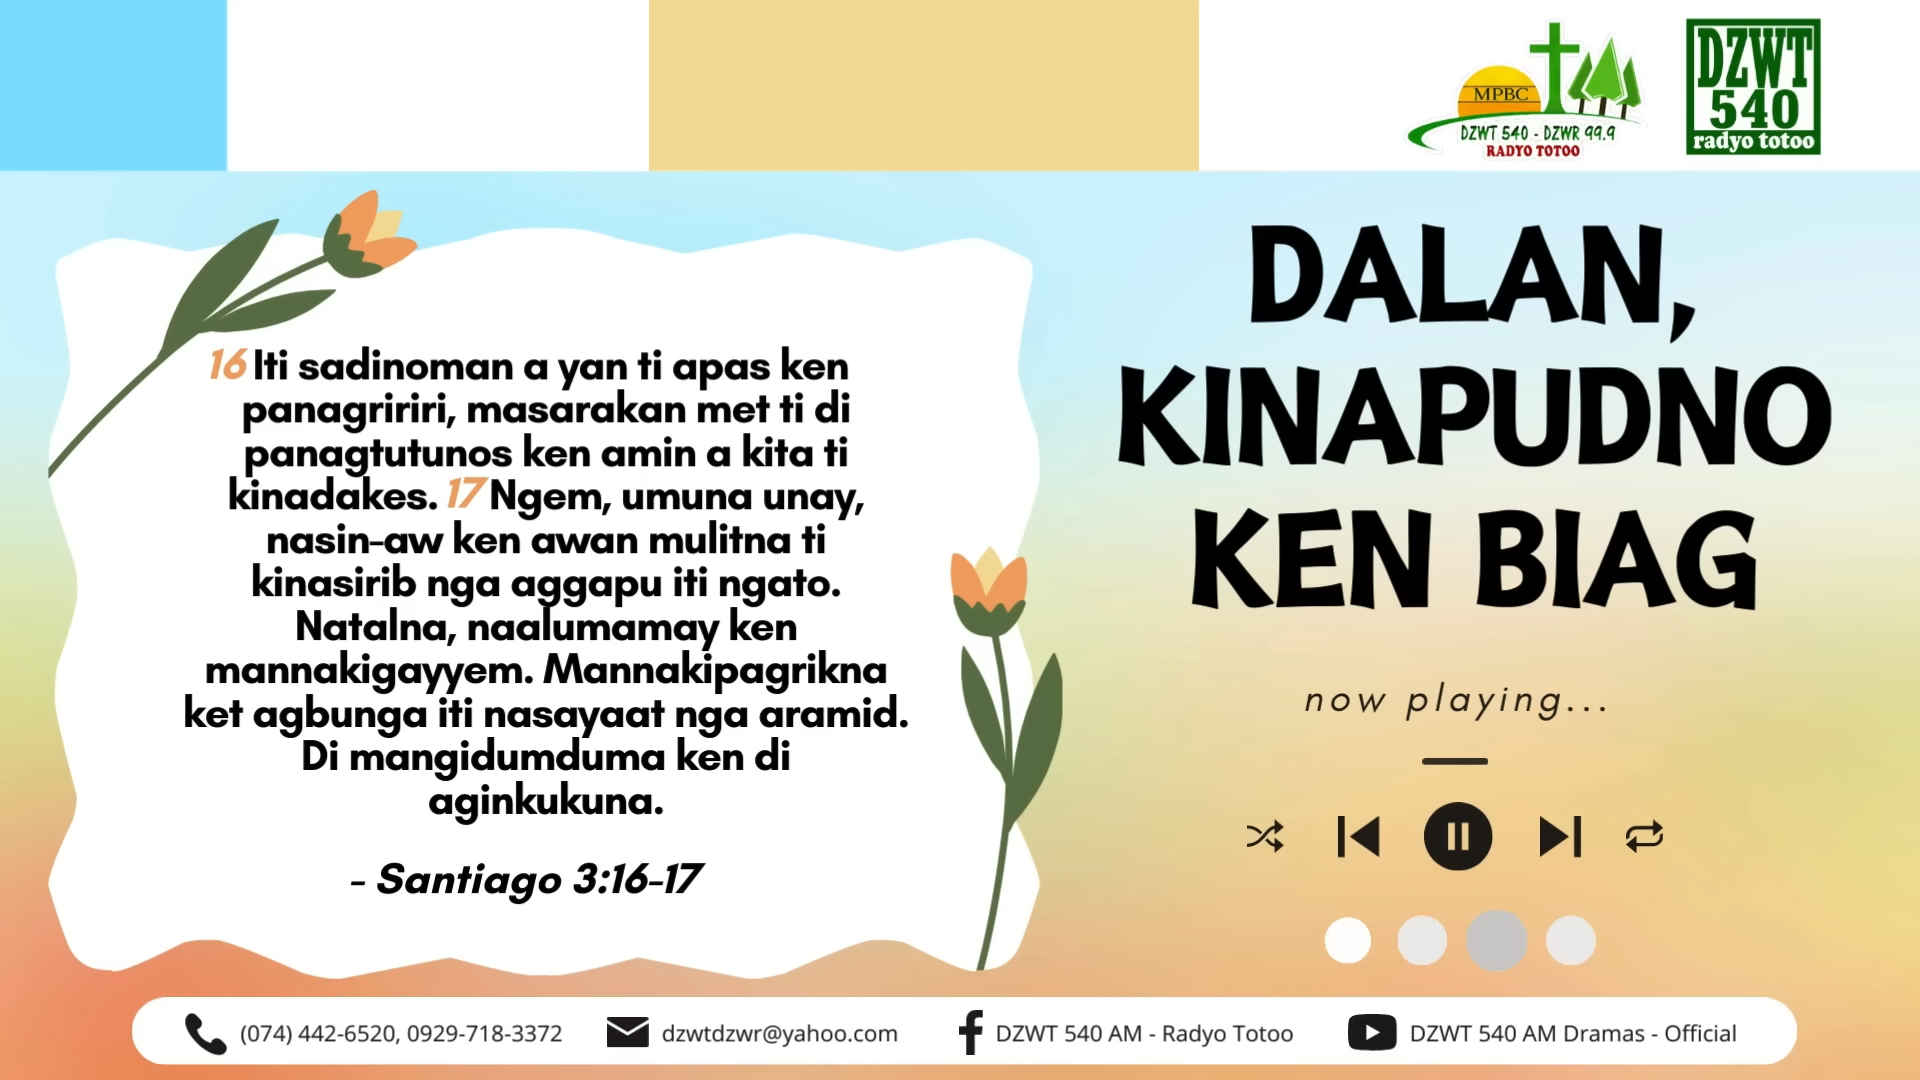 MPBC
DZWT 540 - DZWR 99.9
RADYO TOTOO
DZWT
540
radyo totoo
16 Iti sadinoman a yan ti apas ken
panagririri, masarakan met ti di
panagtutunos ken amin a kita ti
kinadakes. 17 Ngem, umuna unay,
nasin-aw ken awan mulitna ti
kinasirib nga aggapu iti ngato.
Natalna, naalumamay ken
mannakigayyem. Mannakipagrikna
ket agbunga iti nasayaat nga aramid.
Di mangidumduma ken di
aginkukuna.
- Santiago 3:16-17
DALAN,
KINAPUDNO
KEN BIAG
now playing...
(074) 442-6520, 0929-718-3372
dzwtdzwr@yahoo.com
DZWT 540 AM - Radyo Totoo
DZWT 540 AM Dramas - Official